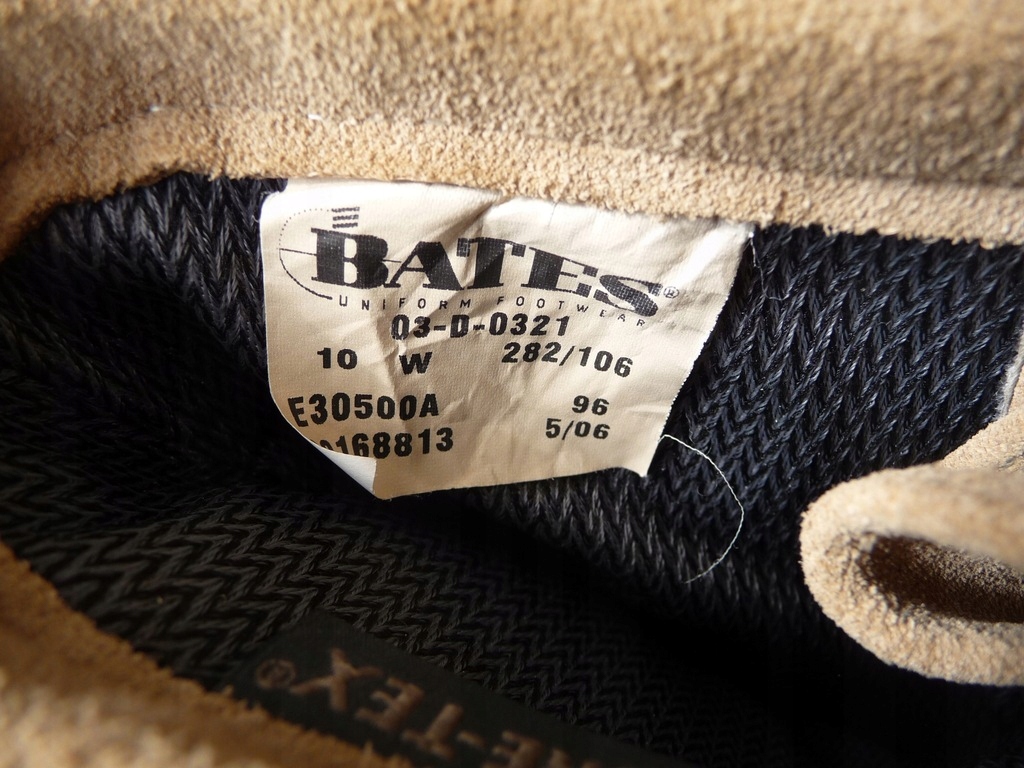 BATES®
UNIFORM FOOTWEAR
03-D-0321
10 W 282/106
E30500A 96
168813 5/06
-TEX®